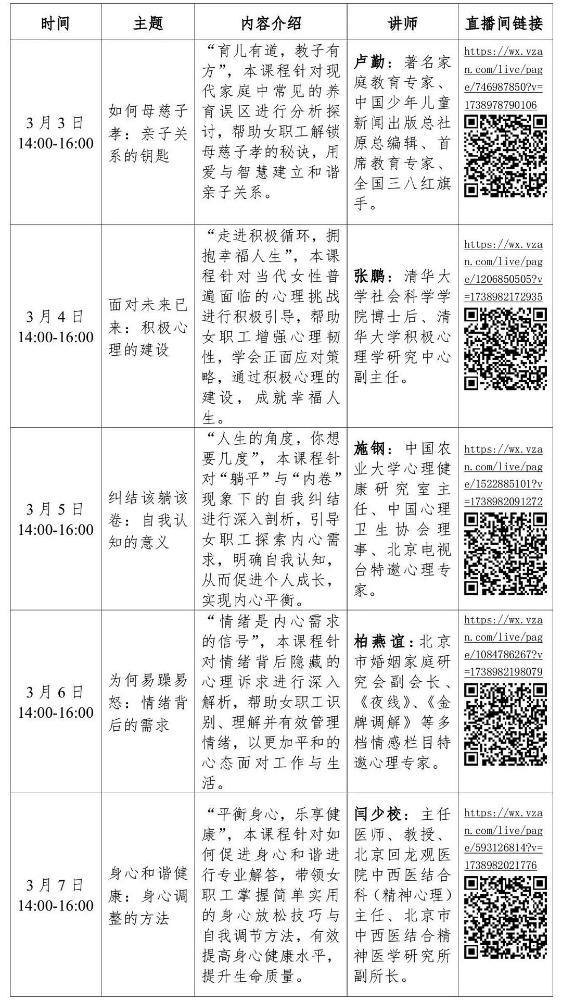 时间
主题
内容介绍
讲师
直播间链接
3月3日
14:00-16:00
如何母慈子
孝：亲子关
系的钥匙
“育儿有道，教子有
方”，本课程针对现
代家庭中常见的养
育误区进行分析探
讨，帮助女职工解锁
母慈子孝的秘诀，用
爱与智慧建立和谐
亲子关系。
卢勤：著名家
庭教育专家、
中国少年儿童
新闻出版总社
原总编辑、首
席教育专家、
全国三八红旗
手。
https://wx.vza
n.com/live/pag
e/746987850?v=
1738978790106
3月4日
14:00-16:00
面对未来已
来：积极心
理的建设
“走进积极循环，拥
抱幸福人生”，本课
程针对当代女性普
遍面临的心理挑战
进行积极引导，帮助
女职工增强心理韧
性，学会正面应对策
略，通过积极心理的
建设，成就幸福人
生。
张鹏：清华大
学社会科学学
院博士后、清
华大学积极心
理学研究中心
副主任。
https://wx.vza
n.com/live/pag
e/1206850505?v
=1738982172935
3月5日
14:00-16:00
纠结该躺该
卷：自我认
知的意义
“人生的角度，你想
要几度”，本课程针
对“躺平”与“内卷”
现象下的自我纠结
进行深入剖析，引导
女职工探索内心需
求，明确自我认知，
从而促进个人成长，
实现内心平衡。
施钢：中国农
业大学心理健
康研究室主
任、中国心理
卫生协会理
事、北京电视
台特邀心理专
家。
https://wx.vza
n.com/live/pag
e/1522885101?v
=1738982091272
3月6日
14:00-16:00
为何易躁易
怒：情绪背
后的需求
“情绪是内心需求
的信号”，本课程针
对情绪背后隐藏的
心理诉求进行深入
解析，帮助女职工识
别、理解并有效管理
情绪，以更加平和的
心态面对工作与生
活。
柏燕谊：北京
市婚姻家庭研
究会副会长、
《夜线》、《金
牌调解》等多
档情感栏目特
邀心理专家。
https://wx.vza
n.com/live/pag
e/1084786267?v
=1738982198079
3月7日
14:00-16:00
身心和谐健
康：身心调
整的方法
“平衡身心，乐享健
康”，本课程针对如
何促进身心和谐进
行专业解答，带领女
职工掌握简单实用
的身心放松技巧与
自我调节方法，有效
提高身心健康水平，
提升生命质量。
闫少校：主任
医师、教授、
北京回龙观医
院中西医结合
科（精神心理）
主任、北京市
中西医结合精
神医学研究所
副所长。
https://wx.vza
n.com/live/pag
e/593126814?v=
1738982021776